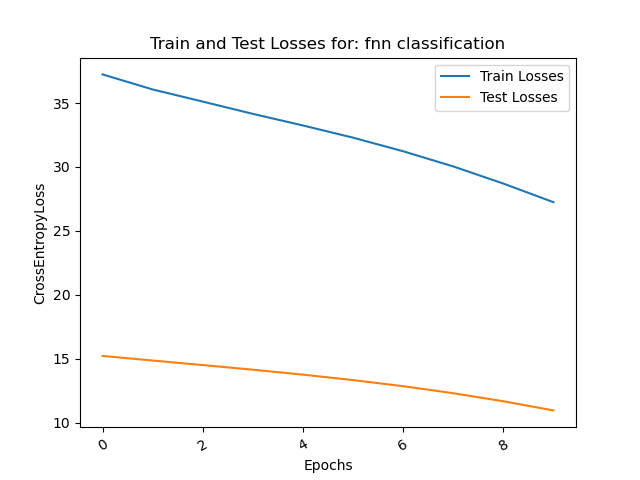 Train and Test Losses for: fnn classification
Train Losses
Test Losses
CrossEntropyLoss
35
30
25
20
15
10
0
2
4
6
8
Epochs